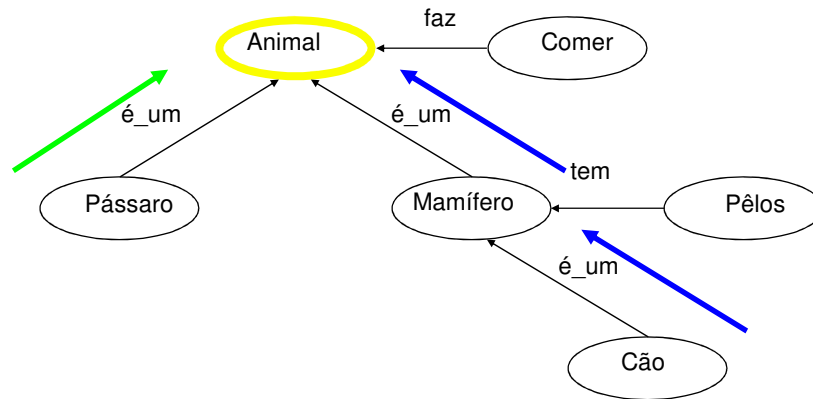 faz
Animal
Comer
é_um
é_um
tem
Pássaro
Mamífero
Pêlos
é_um
Cão